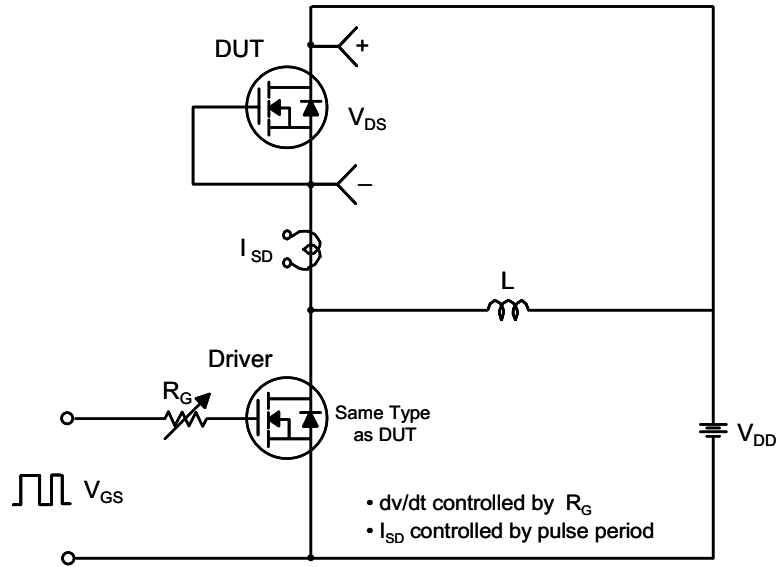 DUT
+
V_DS
–
I_SD
L
Driver
R_G
Same Type
as DUT
V_DD
V_GS
• dv/dt controlled by R_G
• I_SD controlled by pulse period